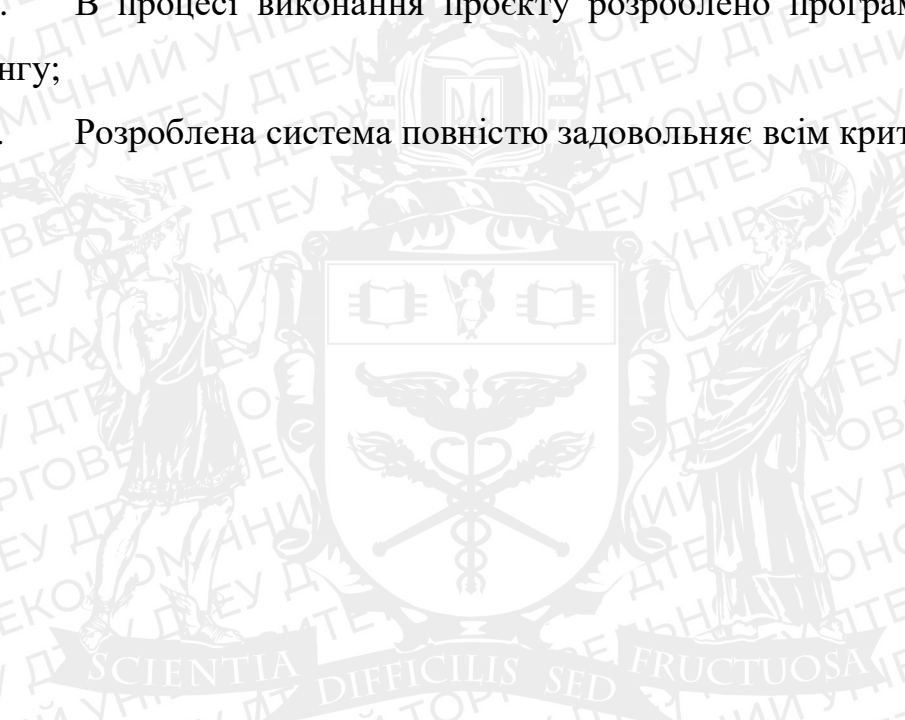 . В процесі виконання проєкту розроблено програм
нгу;
. Розроблена система повністю задовольняє всім крит
SCIENTIA DIFFICILIS SED FRUCTUOSA